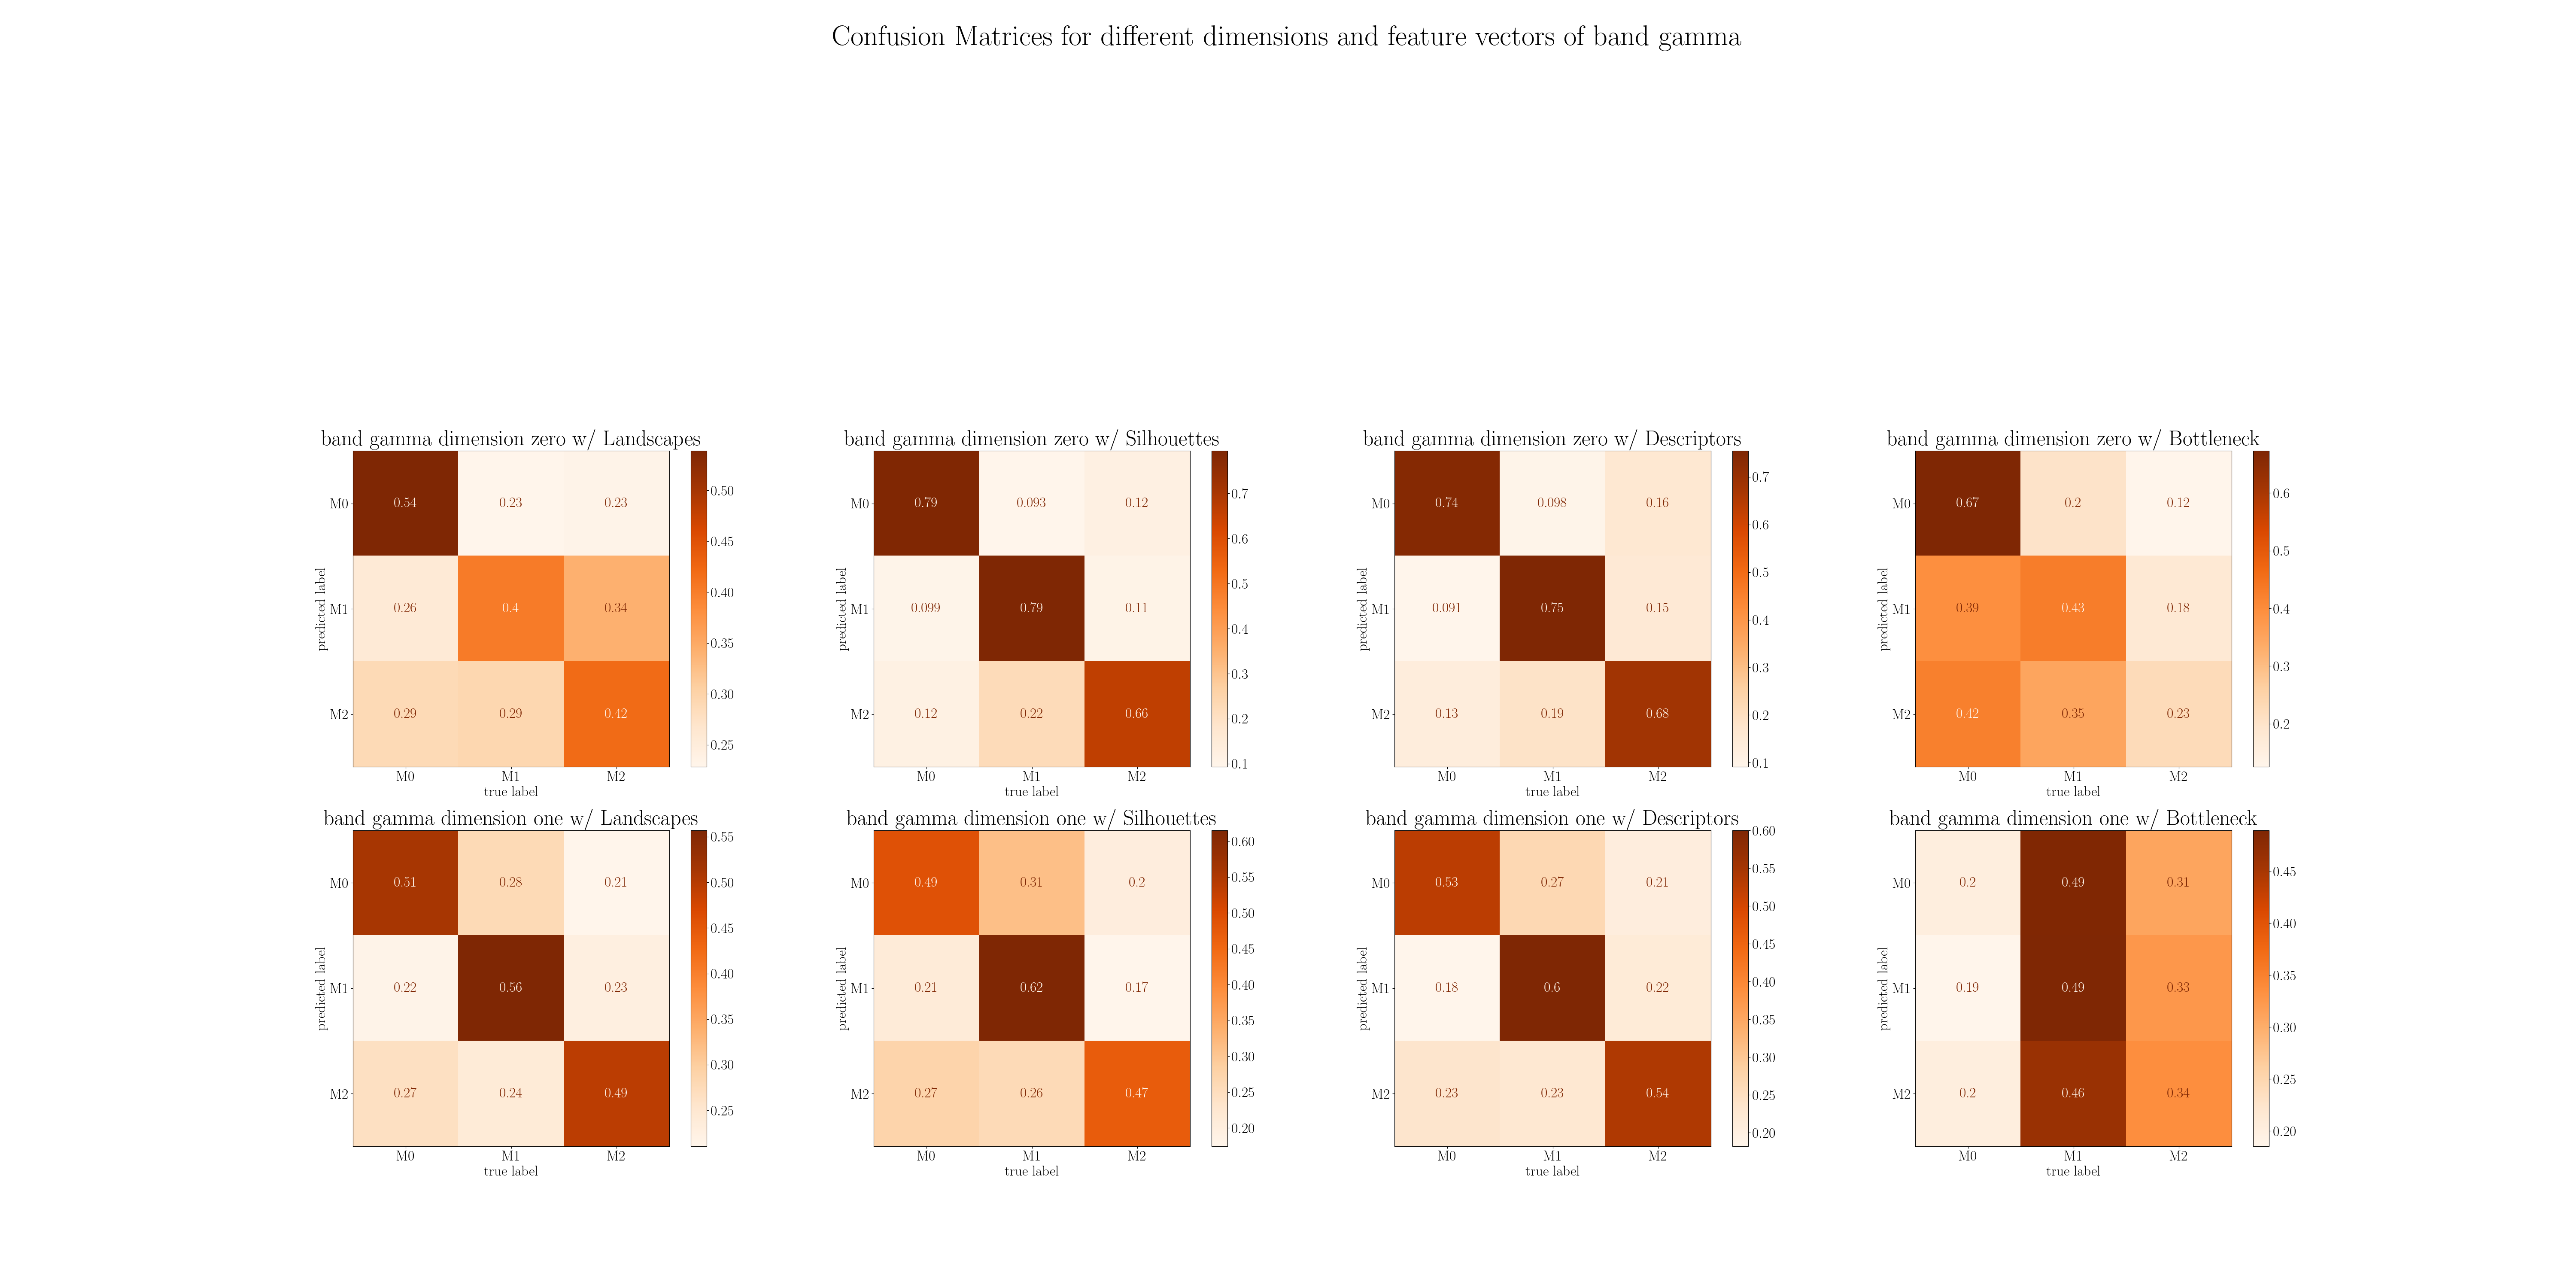 Confusion Matrices for different dimensions and feature vectors of band gamma
band gamma dimension zero w/ Landscapes
M0 0.54 0.23 0.23
M1 0.26 0.4 0.34
M2 0.29 0.29 0.42
M0 M1 M2
true label
predicted label
0.50
0.45
0.40
0.35
0.30
0.25
band gamma dimension zero w/ Silhouettes
M0 0.79 0.093 0.12
M1 0.099 0.79 0.11
M2 0.12 0.22 0.66
M0 M1 M2
true label
predicted label
0.7
0.6
0.5
0.4
0.3
0.2
0.1
band gamma dimension zero w/ Descriptors
M0 0.74 0.098 0.16
M1 0.091 0.75 0.15
M2 0.13 0.19 0.68
M0 M1 M2
true label
predicted label
0.7
0.6
0.5
0.4
0.3
0.2
0.1
band gamma dimension zero w/ Bottleneck
M0 0.67 0.2 0.12
M1 0.39 0.43 0.18
M2 0.42 0.35 0.23
M0 M1 M2
true label
predicted label
0.6
0.5
0.4
0.3
0.2
band gamma dimension one w/ Landscapes
M0 0.51 0.28 0.21
M1 0.22 0.56 0.23
M2 0.27 0.24 0.49
M0 M1 M2
true label
predicted label
0.55
0.50
0.45
0.40
0.35
0.30
0.25
band gamma dimension one w/ Silhouettes
M0 0.49 0.31 0.2
M1 0.21 0.62 0.17
M2 0.27 0.26 0.47
M0 M1 M2
true label
predicted label
0.60
0.55
0.50
0.45
0.40
0.35
0.30
0.25
0.20
band gamma dimension one w/ Descriptors
M0 0.53 0.27 0.21
M1 0.18 0.6 0.22
M2 0.23 0.23 0.54
M0 M1 M2
true label
predicted label
0.60
0.55
0.50
0.45
0.40
0.35
0.30
0.25
0.20
band gamma dimension one w/ Bottleneck
M0 0.2 0.49 0.31
M1 0.19 0.49 0.33
M2 0.2 0.46 0.34
M0 M1 M2
true label
predicted label
0.45
0.40
0.35
0.30
0.25
0.20